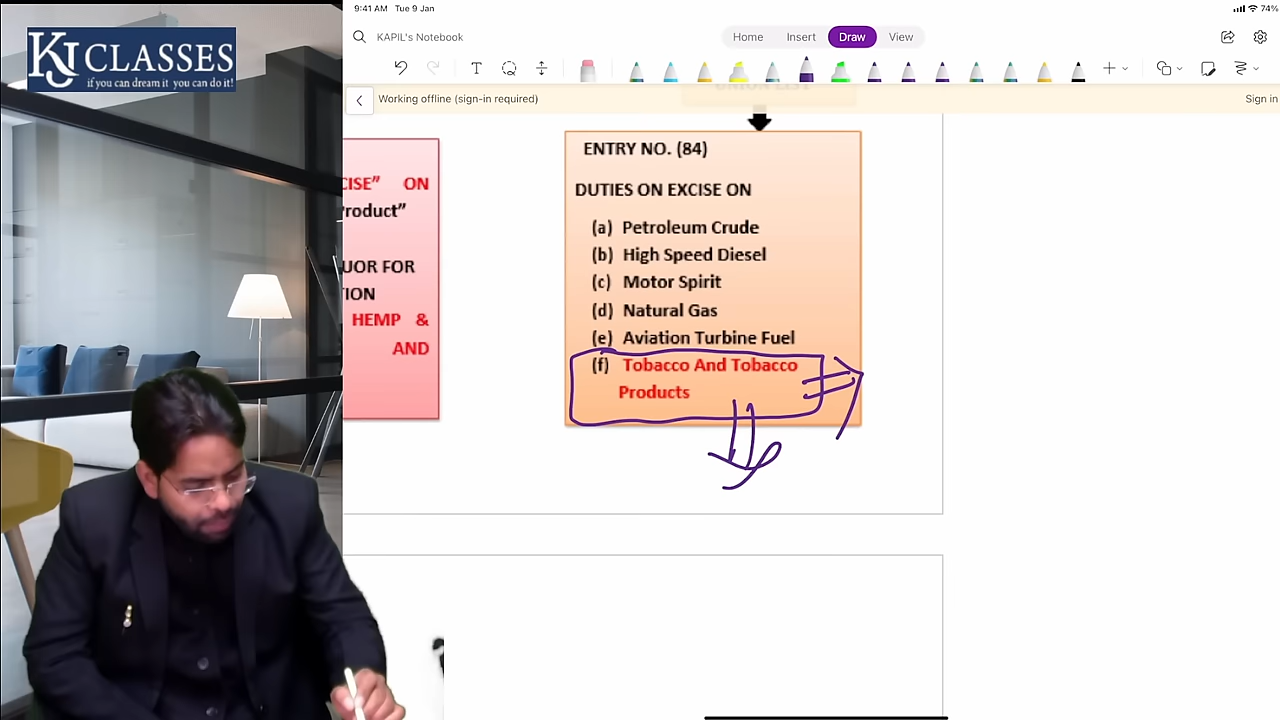 KJ CLASSES
if you can dream it you can do it!
9:41 AM Tue 9 Jan
74%
KAPIL's Notebook
Home Insert Draw View
Working offline (sign-in required)
Sign in
UNION LIST
CISE” ON
Product”
UOR FOR
TION
HEMP &
AND
ENTRY NO. (84)
DUTIES ON EXCISE ON
(a) Petroleum Crude
(b) High Speed Diesel
(c) Motor Spirit
(d) Natural Gas
(e) Aviation Turbine Fuel
(f) Tobacco And Tobacco
Products